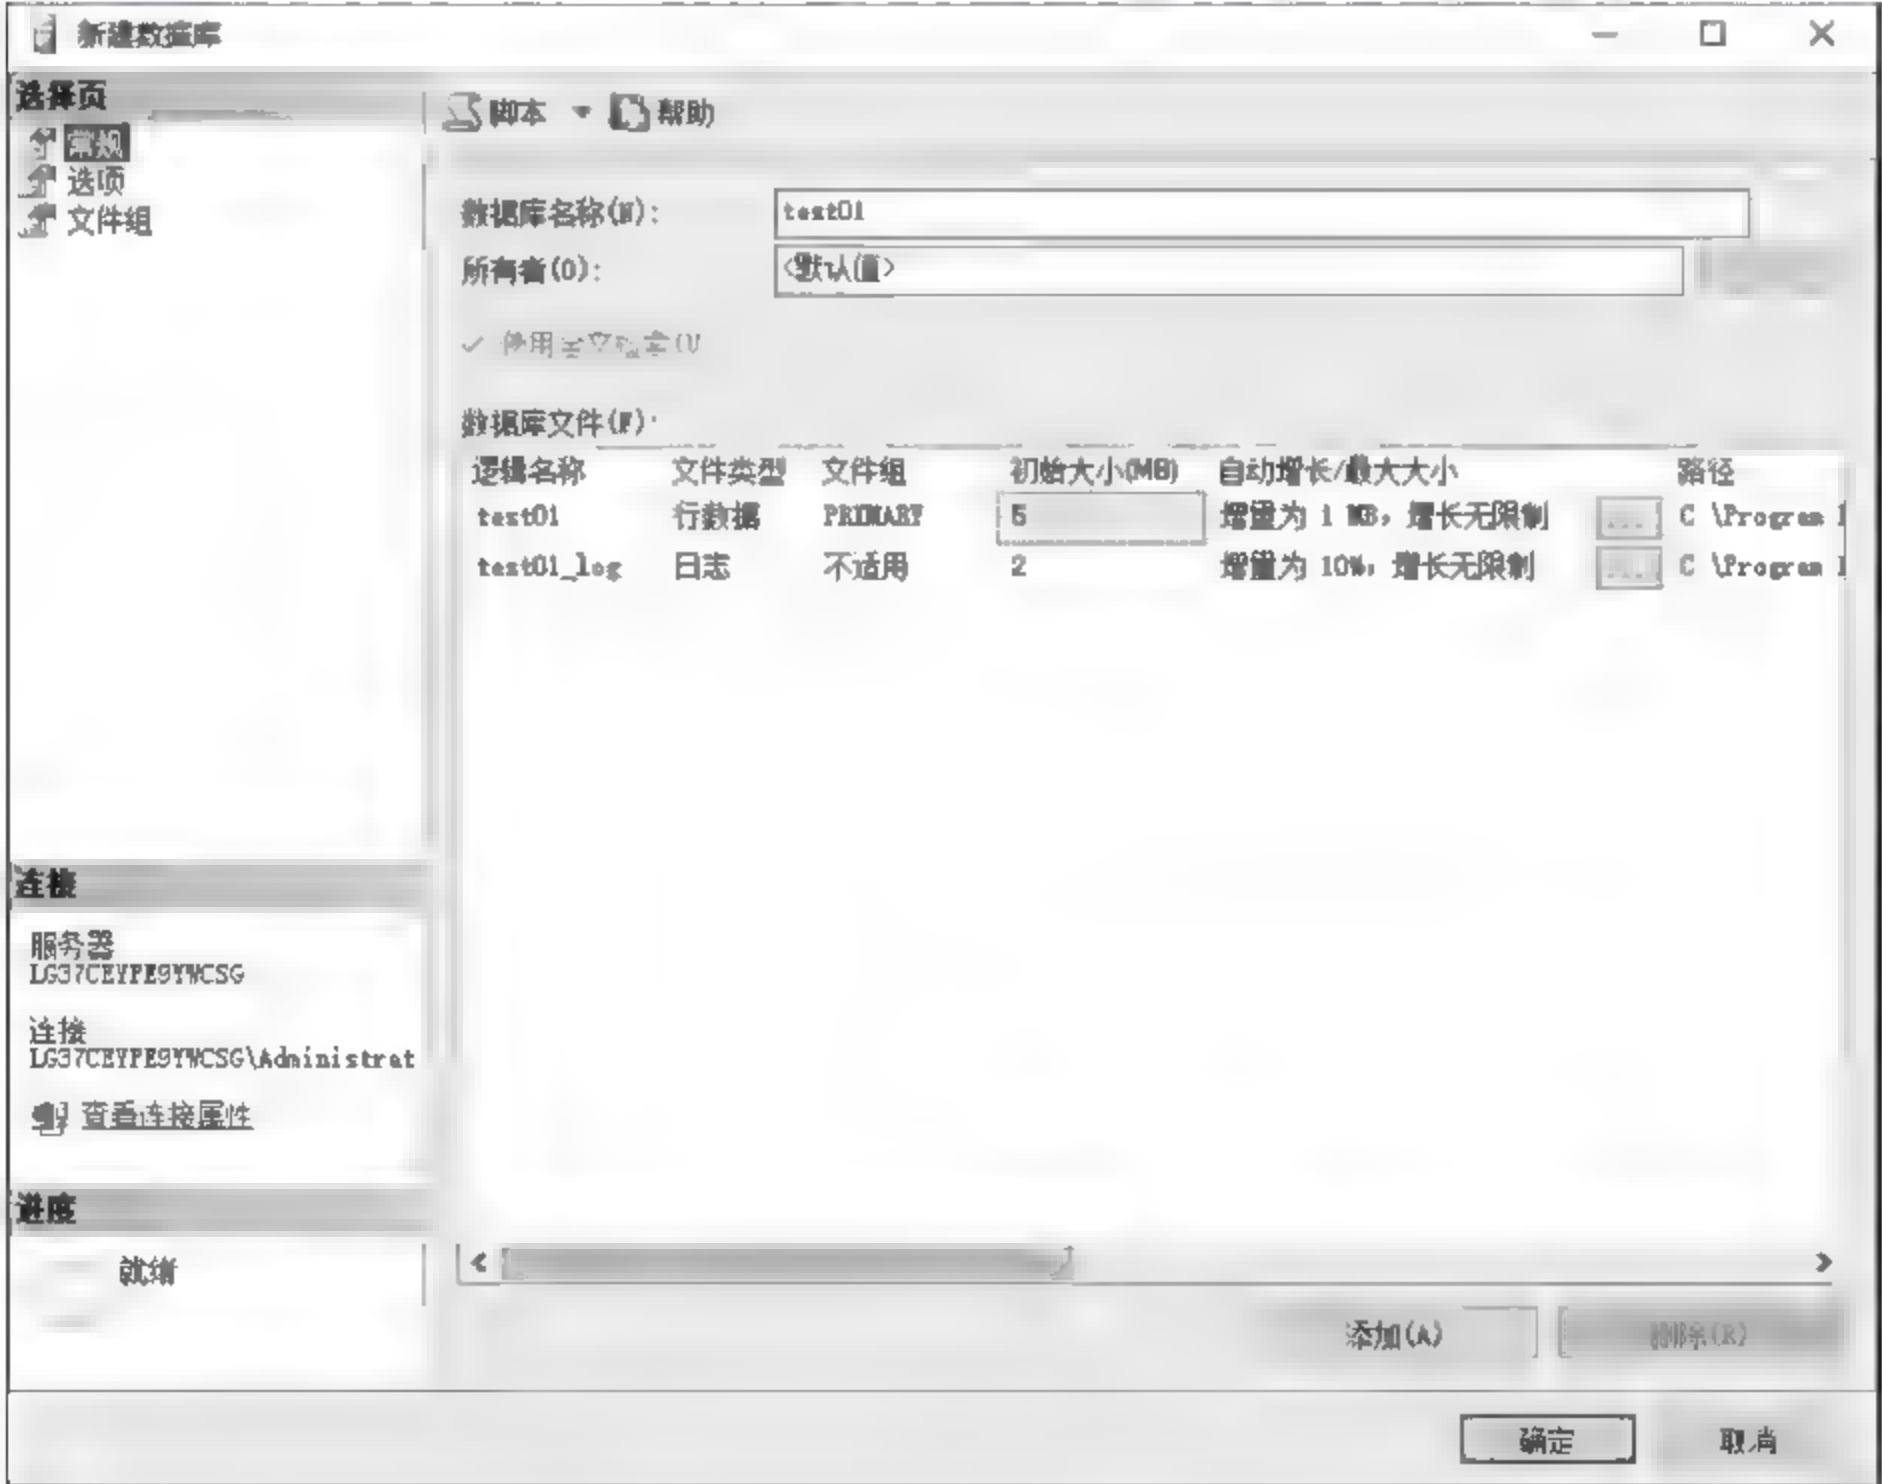 新建数据库
选择页
常规
选项
文件组
脚本 帮助
数据库名称(N):
test01
所有者(O):
<默认值>
数据库文件(F):
逻辑名称 文件类型 文件组 初始大小(MB) 自动增长/最大大小 路径
test01 行数据 PRIMARY 5 增量为 1 MB，增长无限制 ... C \Program
test01_log 日志 不适用 2 增量为 10%，增长无限制 ... C \Program
连接
服务器
LG37CEYPE9YWCSG
连接
LG37CEYPE9YWCSG\Administrat
查看连接属性
进度
就绪
添加(A) 删除(R)
确定 取消